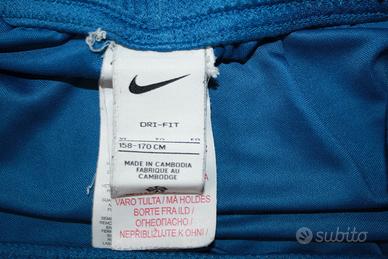 DRI-FIT
158-170 CM
MADE IN CAMBODIA
FABRIQUE AU
CAMBODGE
VARO TULTA / MÅ HOLDES
BORTE FRA ILD /
ОГНЕОПАСНО /
NEPŘIBLIŽUJTE K OHNI /
subito